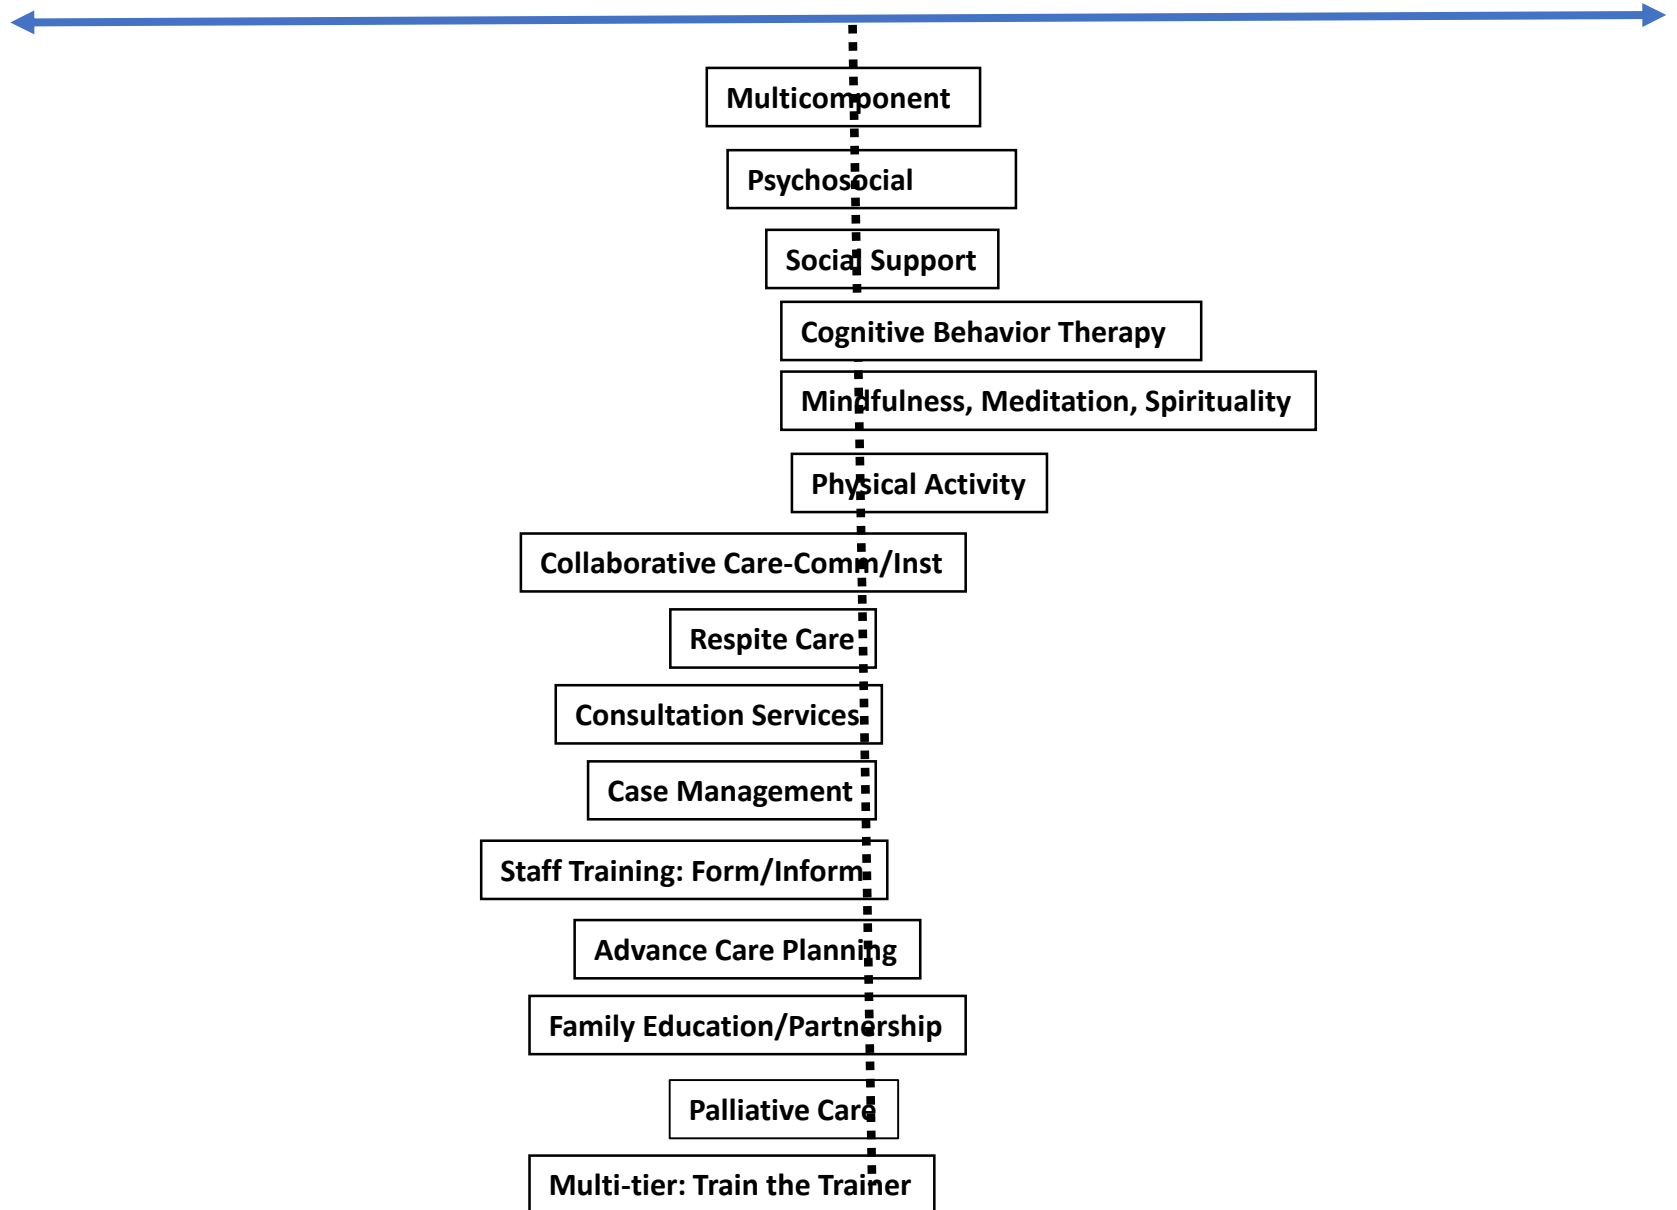 Multicomponent
Psychosocial
Social Support
Cognitive Behavior Therapy
Mindfulness, Meditation, Spirituality
Physical Activity
Collaborative Care-Comm/Inst
Respite Care
Consultation Services
Case Management
Staff Training: Form/Inform
Advance Care Planning
Family Education/Partnership
Palliative Care
Multi-tier: Train the Trainer